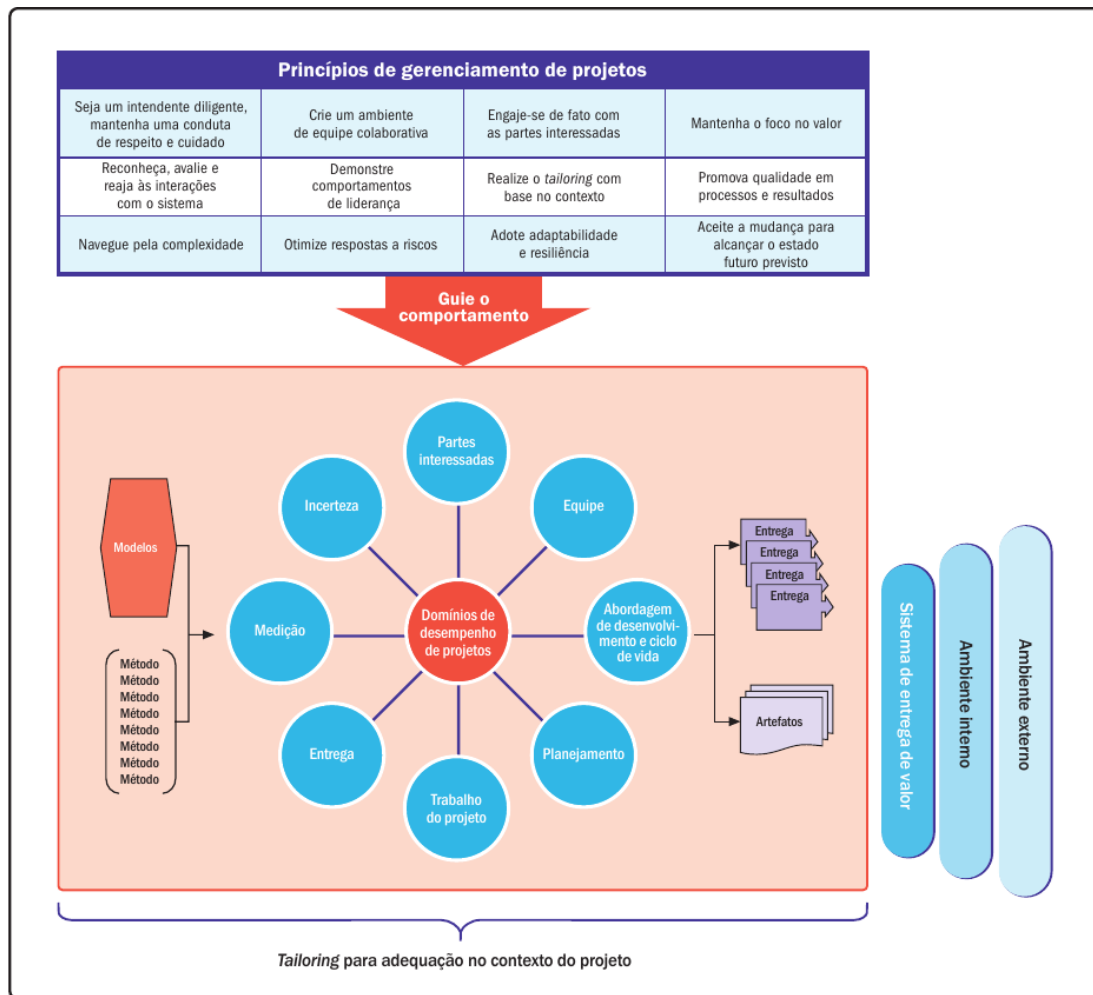 Princípios de gerenciamento de projetos
Seja um intendente diligente,
mantenha uma conduta
de respeito e cuidado
Crie um ambiente
de equipe colaborativa
Engaje-se de fato com
as partes interessadas
Mantenha o foco no valor
Reconheça, avalie e
reaja às interações
com o sistema
Demonstre
comportamentos
de liderança
Realize o tailoring com
base no contexto
Promova qualidade em
processos e resultados
Navegue pela complexidade
Otimize respostas a riscos
Adote adaptabilidade
e resiliência
Aceite a mudança para
alcançar o estado
futuro previsto
Guie o
comportamento
Partes
interessadas
Incerteza
Equipe
Modelos
Medição
Domínios de
desempenho
de projetos
Abordagem
de desenvolvi-
mento e ciclo
de vida
Entrega
Entrega
Entrega
Entrega
Método
Método
Método
Método
Método
Método
Método
Método
Entrega
Trabalho
do projeto
Planejamento
Artefatos
Sistema de entrega de valor
Ambiente interno
Ambiente externo
Tailoring para adequação no contexto do projeto